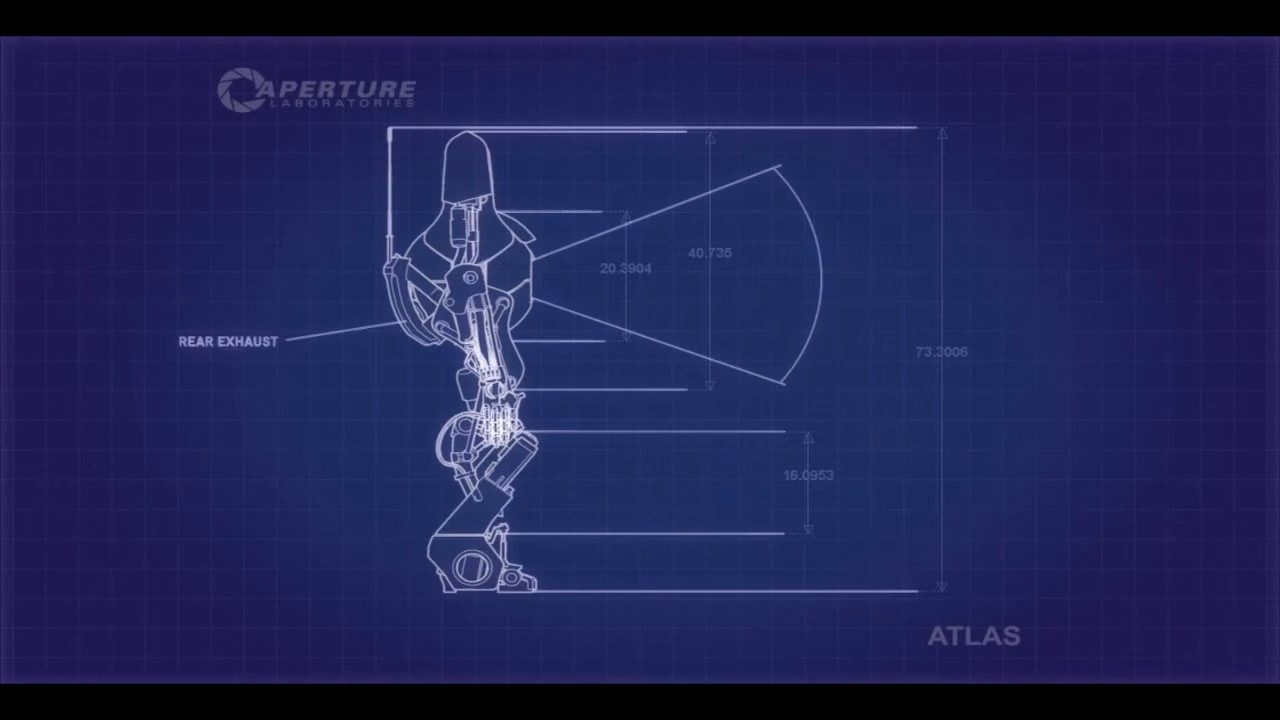 APERTURE
LABORATORIES
40.735
20.3904
REAR EXHAUST
73.3006
16.0953
ATLAS